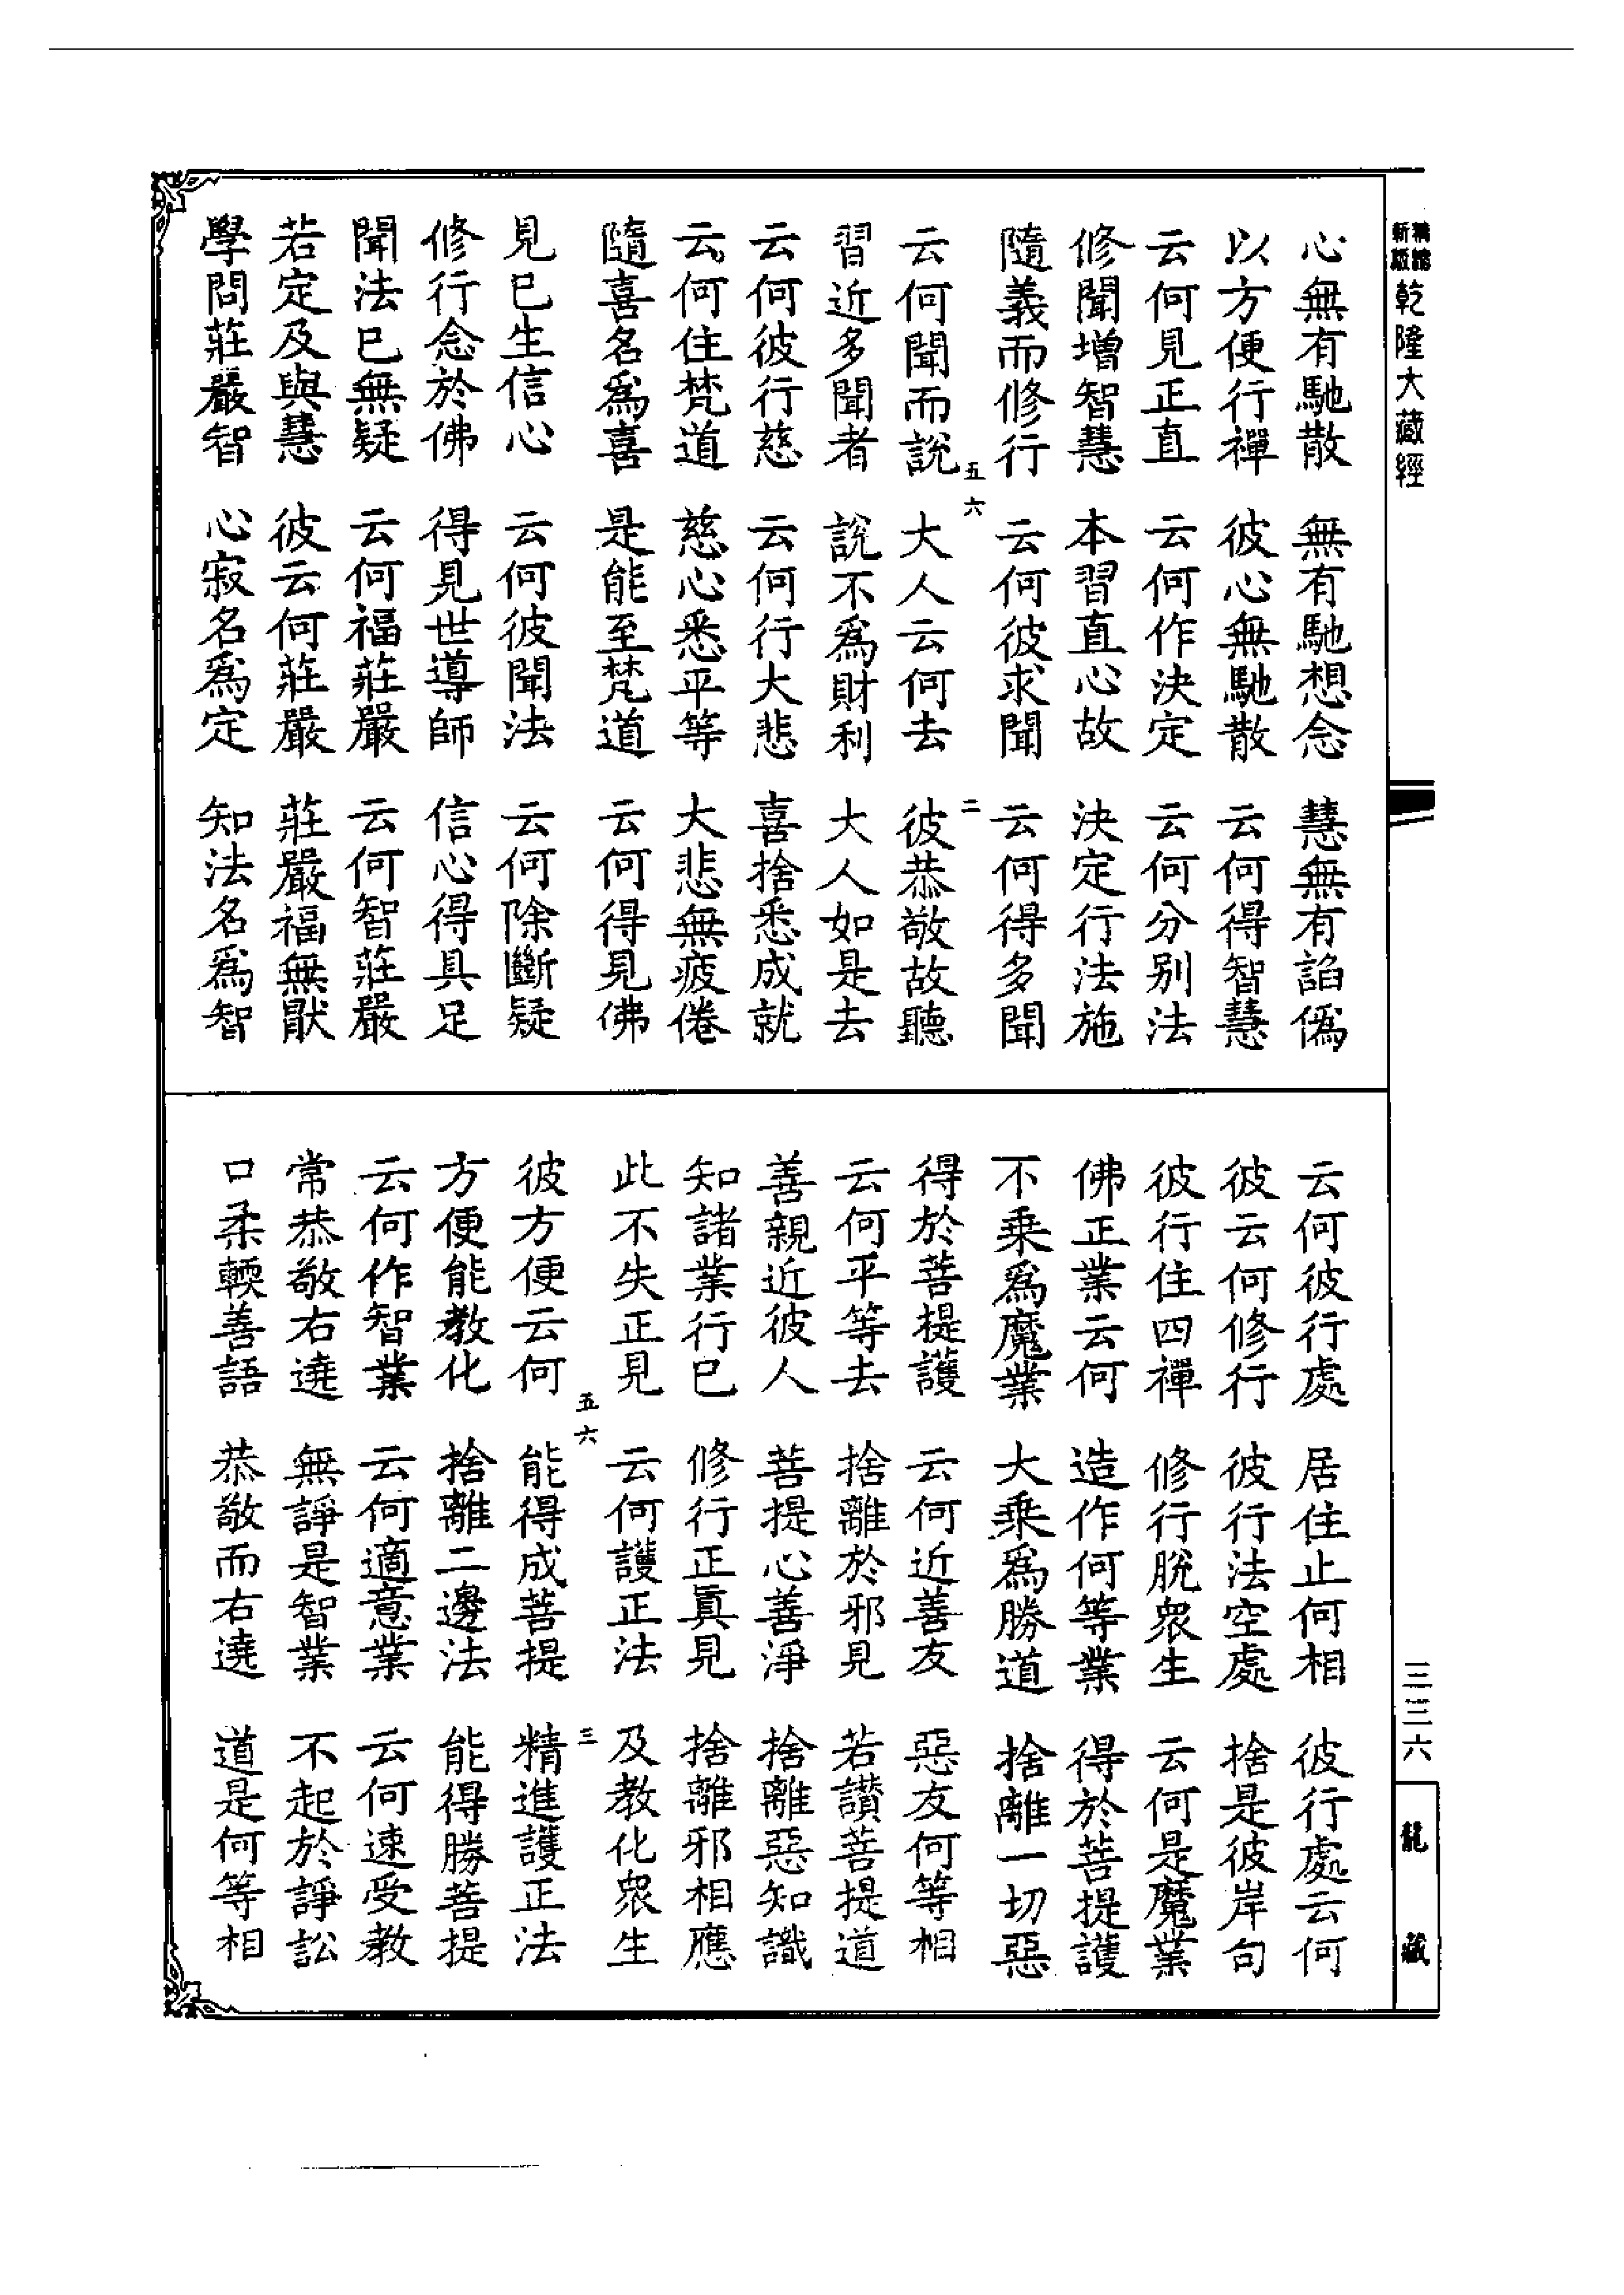 乾隆大藏經
心無有馳散　無有馳想念　慧無有諂偽
以方便行禪　彼心無馳散　云何得智慧
云何見正直　云何作決定　云何分別法
修聞增智慧　本習直心故　決定行法施
隨義而修行　云何彼求聞　云何得多聞
五六　二
云何聞而說　大人云何去　彼恭敬故聽
習近多聞者　說不為財利　大人如是去
云何彼行慈　云何行大悲　喜捨悉成就
云何住梵道　慈心悉平等　大悲無疲倦
隨喜名為喜　是能至梵道　云何得見佛
見已生信心　云何彼聞法　云何除斷疑
修行念於佛　得見世導師　信心得具足
聞法已無疑　云何福莊嚴　云何智莊嚴
若定及與慧　彼云何莊嚴　莊嚴福無厭
學問莊嚴智　心寂名為定　知法名為智
云何彼行處　居住止何相　彼行處云何
彼云何修行　彼行法空處　捨是彼岸句
彼行住四禪　修行脫眾生　云何是魔業
佛正業云何　造作何等業　得於菩提護
不乘為魔業　大乘為勝道　捨離一切惡
得於菩提護　云何近善友　惡友何等相
云何平等去　捨離於邪見　若讚菩提道
善親近彼人　菩提心善淨　捨離惡知識
知諸業行已　修行正真見　捨離邪相應
此不失正見　云何護正法　及教化眾生
五六　三
彼方便云何　能得成菩提　精進護正法
方便能教化　捨離二邊法　能得勝菩提
云何作智業　云何適意業　云何速受教
常恭敬右遶　無諍是智業　不起於諍訟
口柔輭善語　恭敬而右遶　道是何等相
三三六
龍藏